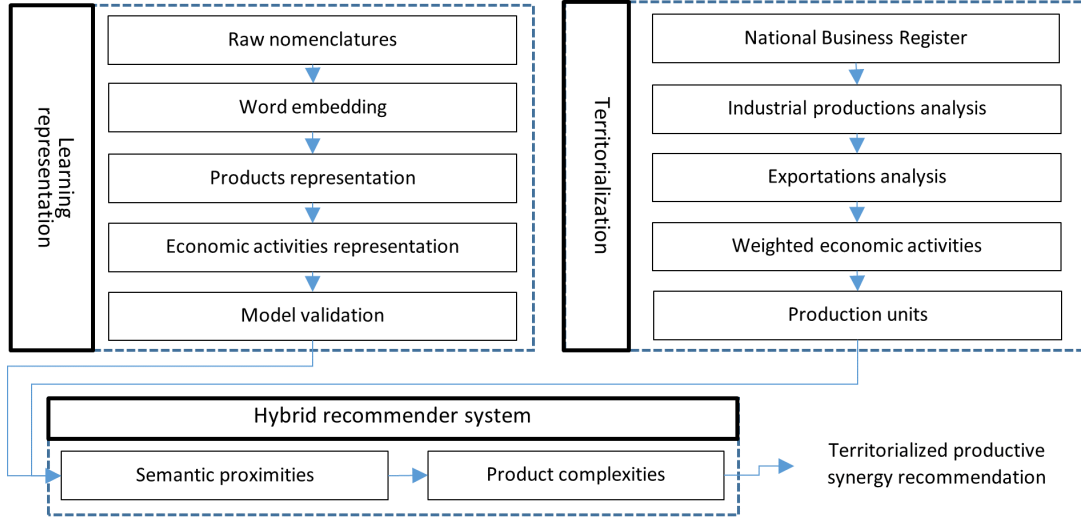 Learning
representation
Raw nomenclatures
Word embedding
Products representation
Economic activities representation
Model validation
Territorialization
National Business Register
Industrial productions analysis
Exportations analysis
Weighted economic activities
Production units
Hybrid recommender system
Semantic proximities
Product complexities
Territorialized productive
synergy recommendation